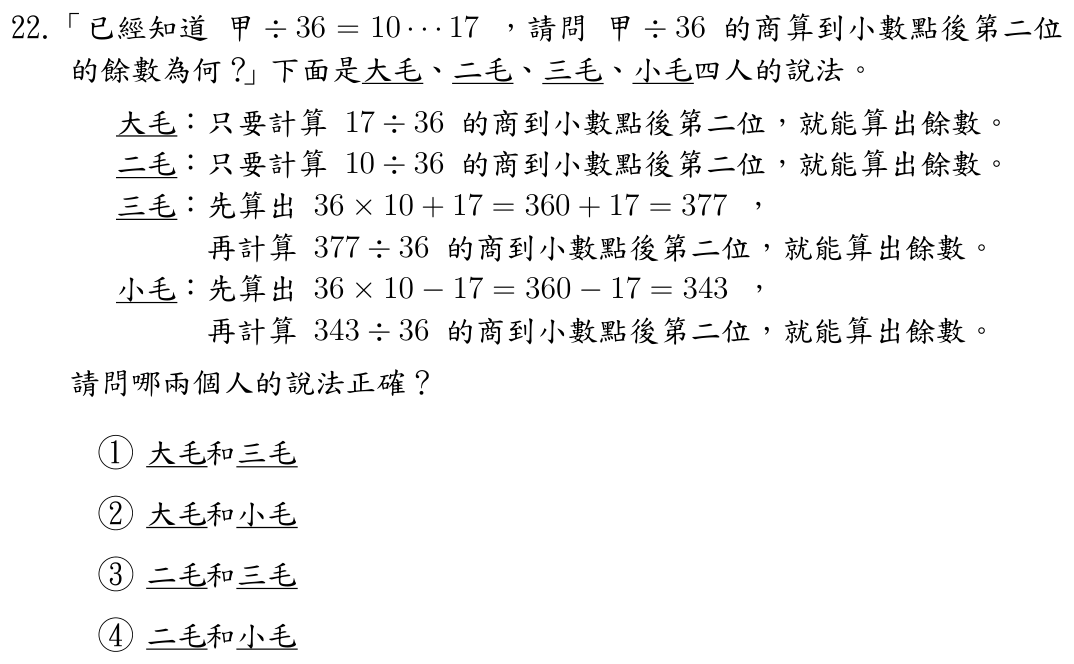 22.「已經知道 甲 ÷ 36 = 10⋯17 ，請問 甲 ÷ 36 的商算到小數點後第二位
的餘數為何？」下面是大毛、二毛、三毛、小毛四人的說法。
大毛：只要計算 17 ÷ 36 的商到小數點後第二位，就能算出餘數。
二毛：只要計算 10 ÷ 36 的商到小數點後第二位，就能算出餘數。
三毛：先算出 36 × 10 + 17 = 360 + 17 = 377 ，
再計算 377 ÷ 36 的商到小數點後第二位，就能算出餘數。
小毛：先算出 36 × 10 − 17 = 360 − 17 = 343 ，
再計算 343 ÷ 36 的商到小數點後第二位，就能算出餘數。
請問哪兩個人的說法正確？
① 大毛和三毛
② 大毛和小毛
③ 二毛和三毛
④ 二毛和小毛